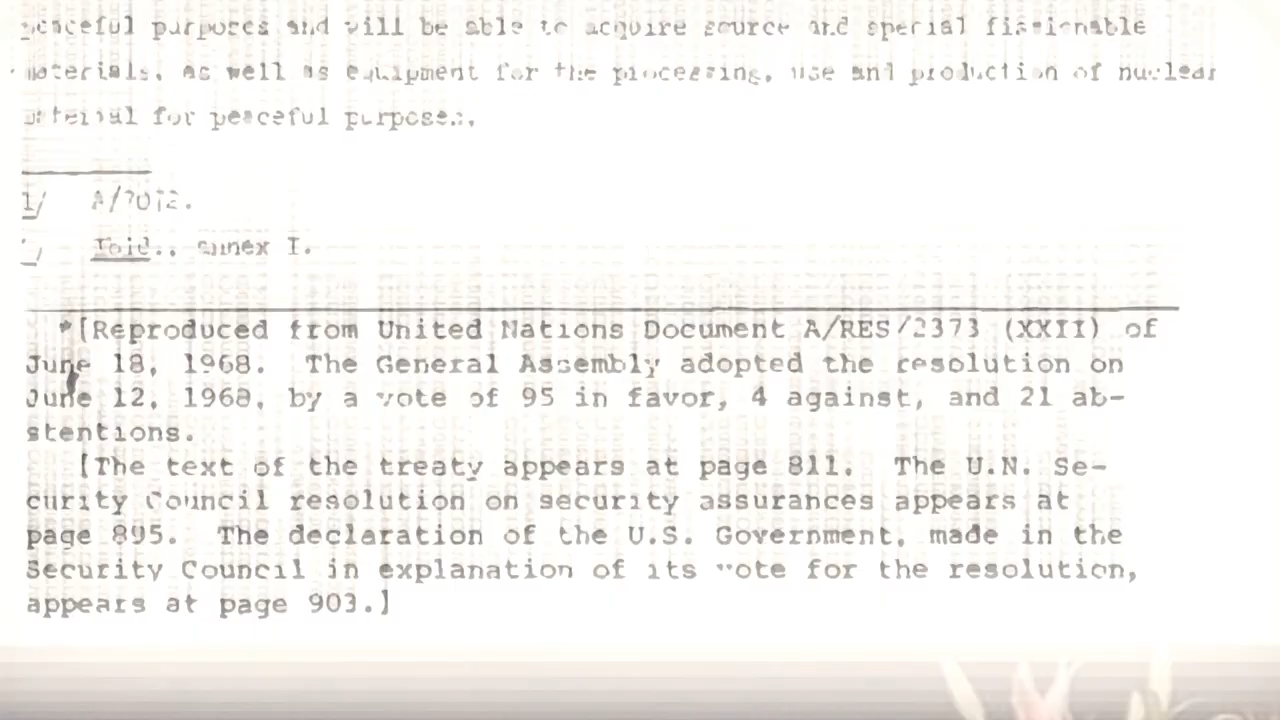 peaceful purposes and will be able to acquire source and special fissionable
materials, as well as equipment for the processing, use and production of nuclear
material for peaceful purposes.
1/
Ibid., annex I.
*[Reproduced from United Nations Document A/RES/2373 (XXII) of
June 18, 1968. The General Assembly adopted the resolution on
June 12, 1968, by a vote of 95 in favor, 4 against, and 21 ab-
stentions.
[The text of the treaty appears at page 811. The U.N. Se-
curity Council resolution on security assurances appears at
page 895. The declaration of the U.S. Government, made in the
Security Council in explanation of its vote for the resolution,
appears at page 903.]